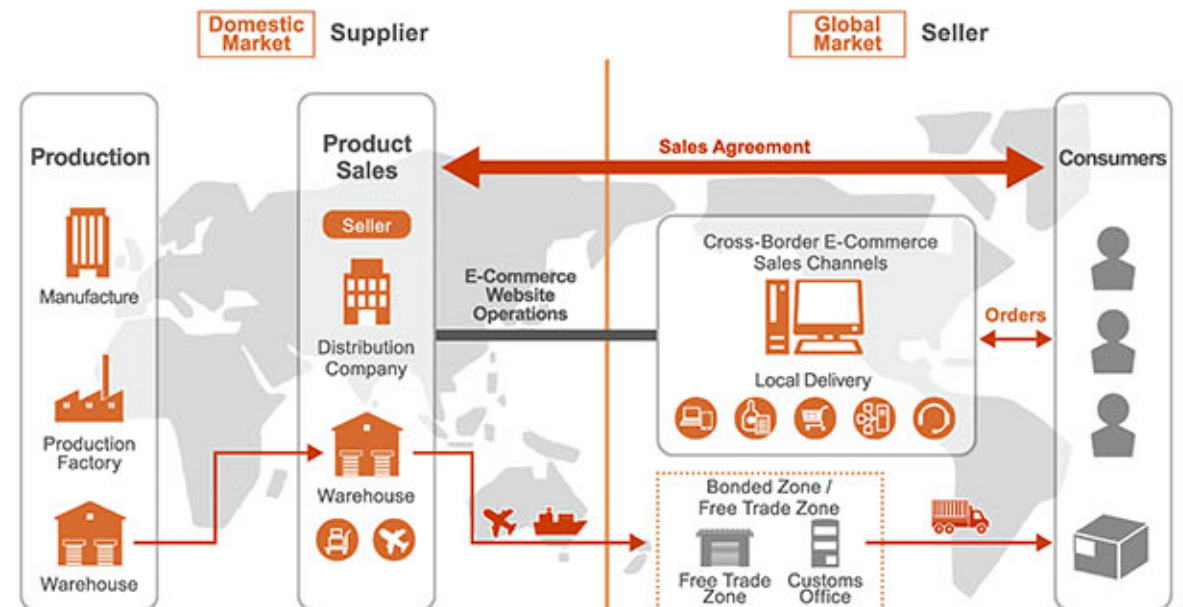 Domestic
Market
Supplier
Global
Market
Seller
Production
Manufacture
Production
Factory
Warehouse
Product
Sales
Seller
Distribution
Company
Warehouse
Sales Agreement
E-Commerce
Website
Operations
Cross-Border E-Commerce
Sales Channels
Local Delivery
Orders
Bonded Zone /
Free Trade Zone
Free Trade
Zone
Customs
Office
Consumers